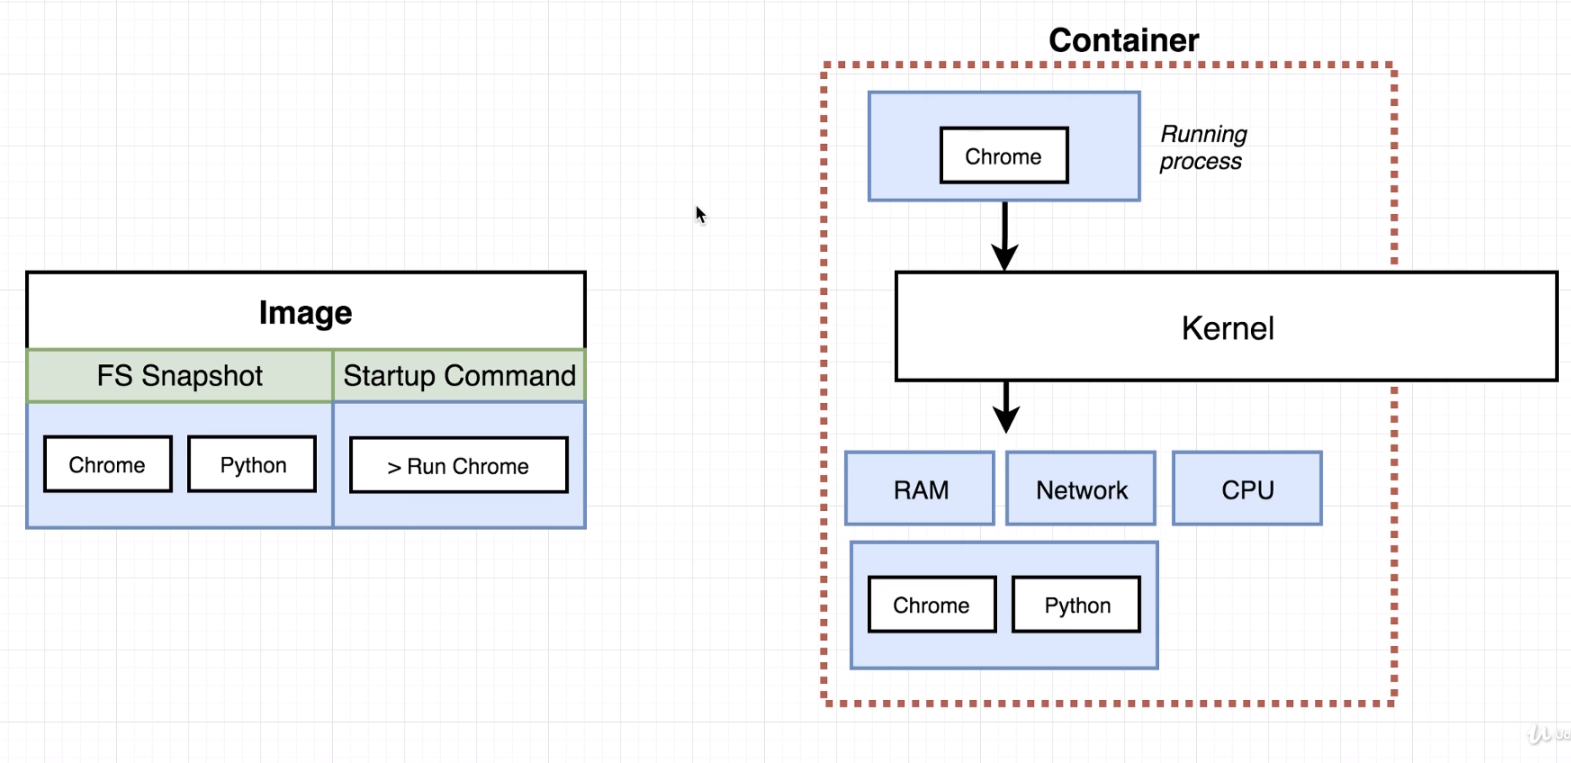 Container
Chrome
Running
process
Image
Kernel
FS Snapshot
Startup Command
Chrome
Python
> Run Chrome
RAM
Network
CPU
Chrome
Python